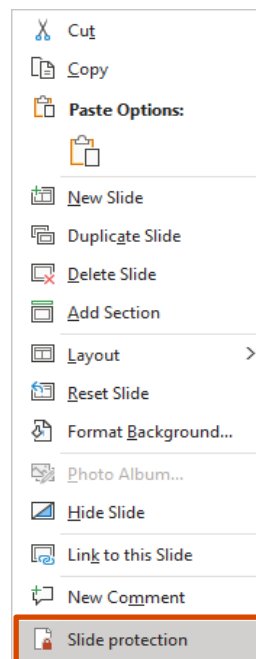 Cut
Copy
Paste Options:
New Slide
Duplicate Slide
Delete Slide
Add Section
Layout
Reset Slide
Format Background...
Photo Album...
Hide Slide
Link to this Slide
New Comment
Slide protection